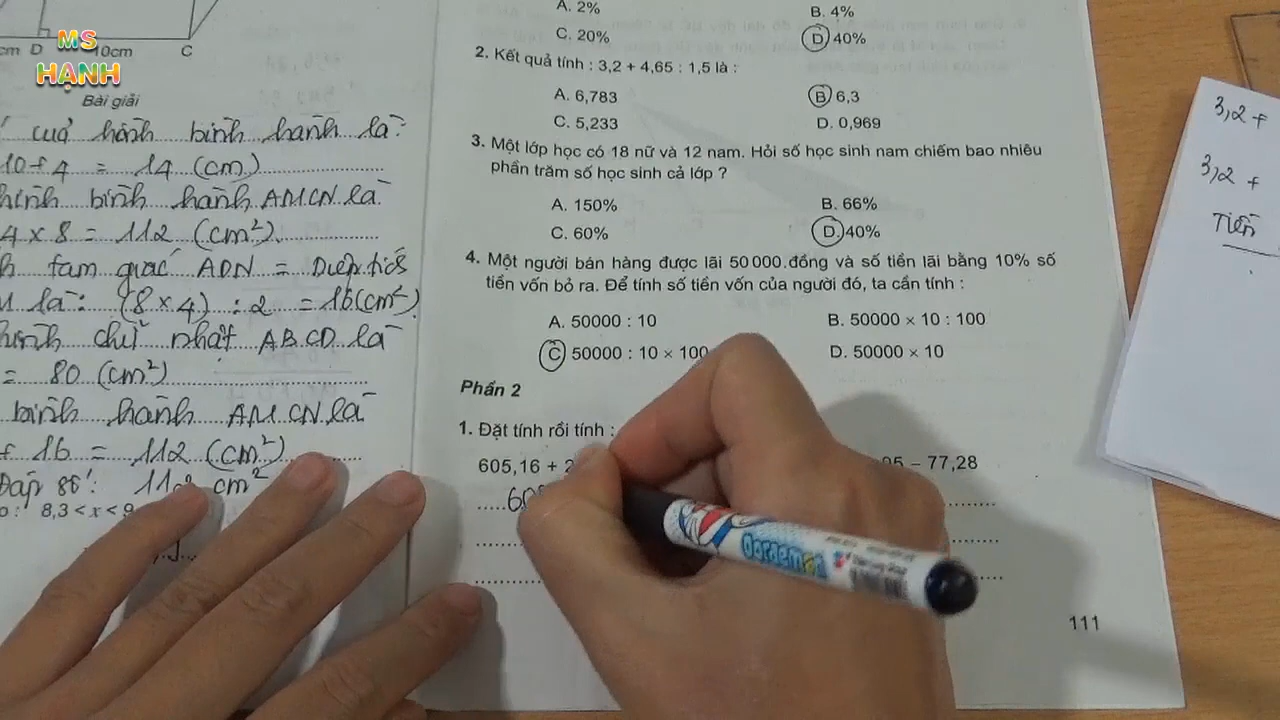 cm D 10cm C
MS
HẠNH
Bài giải
cuả hình bình hành là:
10+4 = 14 (cm)
hình bình hành AMCN là
4 x 8 = 112 (cm²)
tam giác ADN = Diện tích
là: (8 x 4) : 2 = 16 (cm²)
hình chữ nhật ABCD là
= 80 (cm²)
bình hành AMCN là
+ 16 = 112 (cm²)
Đáp số: 112 cm²
8,3 < x < 9
A. 2% B. 4%
C. 20% D 40%
2. Kết quả tính : 3,2 + 4,65 : 1,5 là :
A. 6,783 B 6,3
C. 5,233 D. 0,969
3. Một lớp học có 18 nữ và 12 nam. Hỏi số học sinh nam chiếm bao nhiêu
phần trăm số học sinh cả lớp ?
A. 150% B. 66%
C. 60% D. 40%
4. Một người bán hàng được lãi 50 000 đồng và số tiền lãi bằng 10% số
tiền vốn bỏ ra. Để tính số tiền vốn của người đó, ta cần tính :
A. 50000 : 10 B. 50000 × 10 : 100
C 50000 : 10 × 100 D. 50000 × 10
Phần 2
1. Đặt tính rồi tính :
605,16 + 2 95 – 77,28
60
111
3,2 +
3,2 +
Tiền